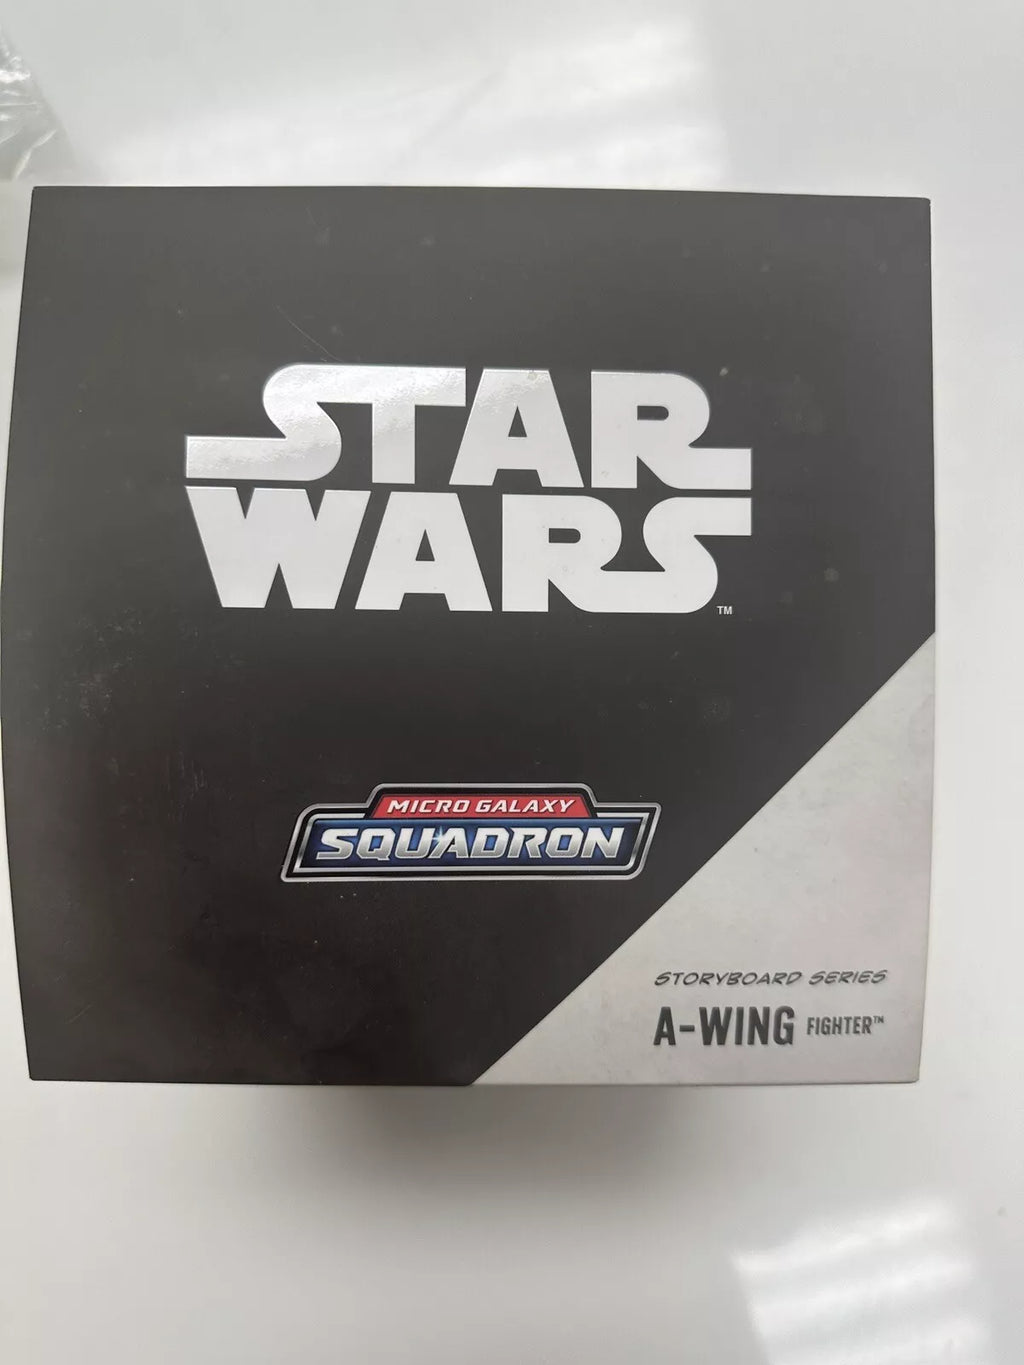 STAR
WARS
™
MICRO GALAXY
SQUADRON
STORYBOARD SERIES
A-WING FIGHTER™